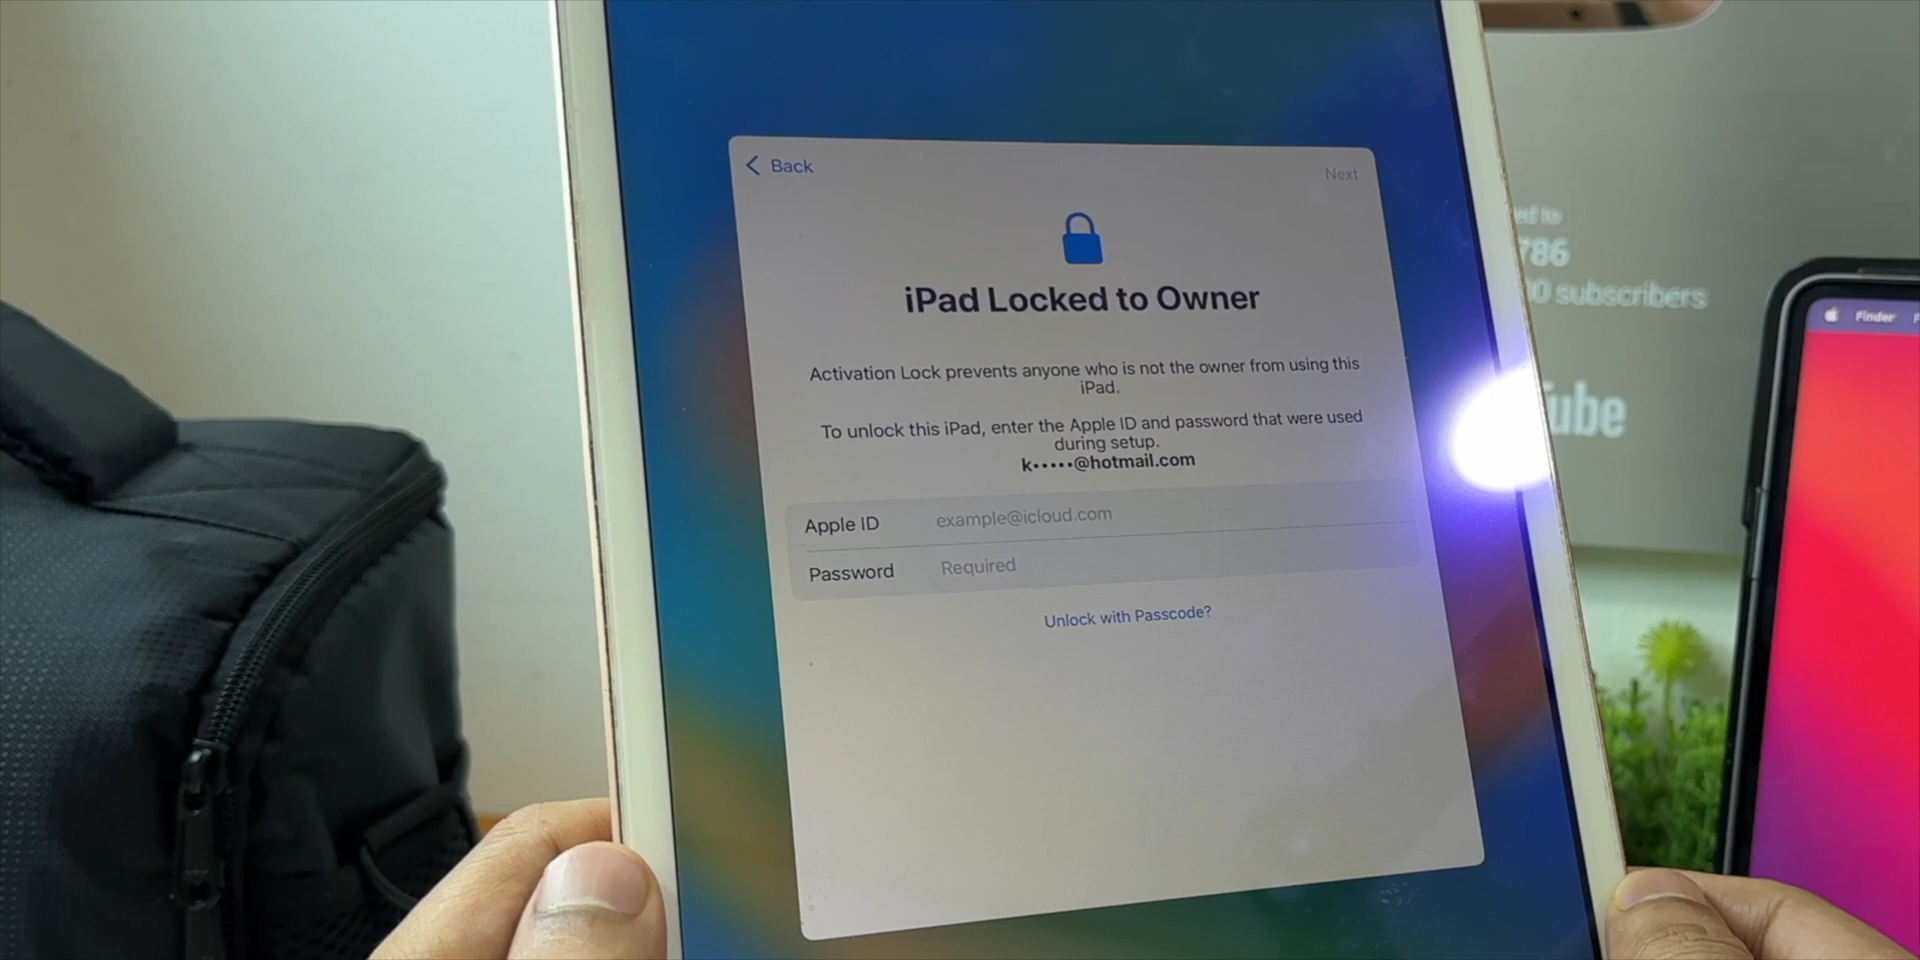 Back
Next
iPad Locked to Owner
Activation Lock prevents anyone who is not the owner from using this
iPad.
To unlock this iPad, enter the Apple ID and password that were used
during setup.
k•••••@hotmail.com
Apple ID example@icloud.com
Password Required
Unlock with Passcode?
786
subscribers
Finder